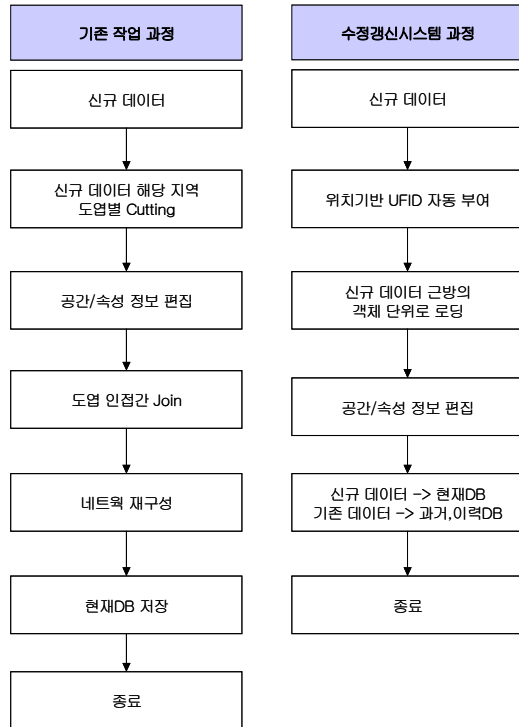 기존 작업 과정
신규 데이터
신규 데이터 해당 지역
도엽별 Cutting
공간/속성 정보 편집
도엽 인접간 Join
네트웍 재구성
현재DB 저장
종료
수정갱신시스템 과정
신규 데이터
위치기반 UFID 자동 부여
신규 데이터 근방의
객체 단위로 로딩
공간/속성 정보 편집
신규 데이터 -> 현재DB
기존 데이터 -> 과거,이력DB
종료